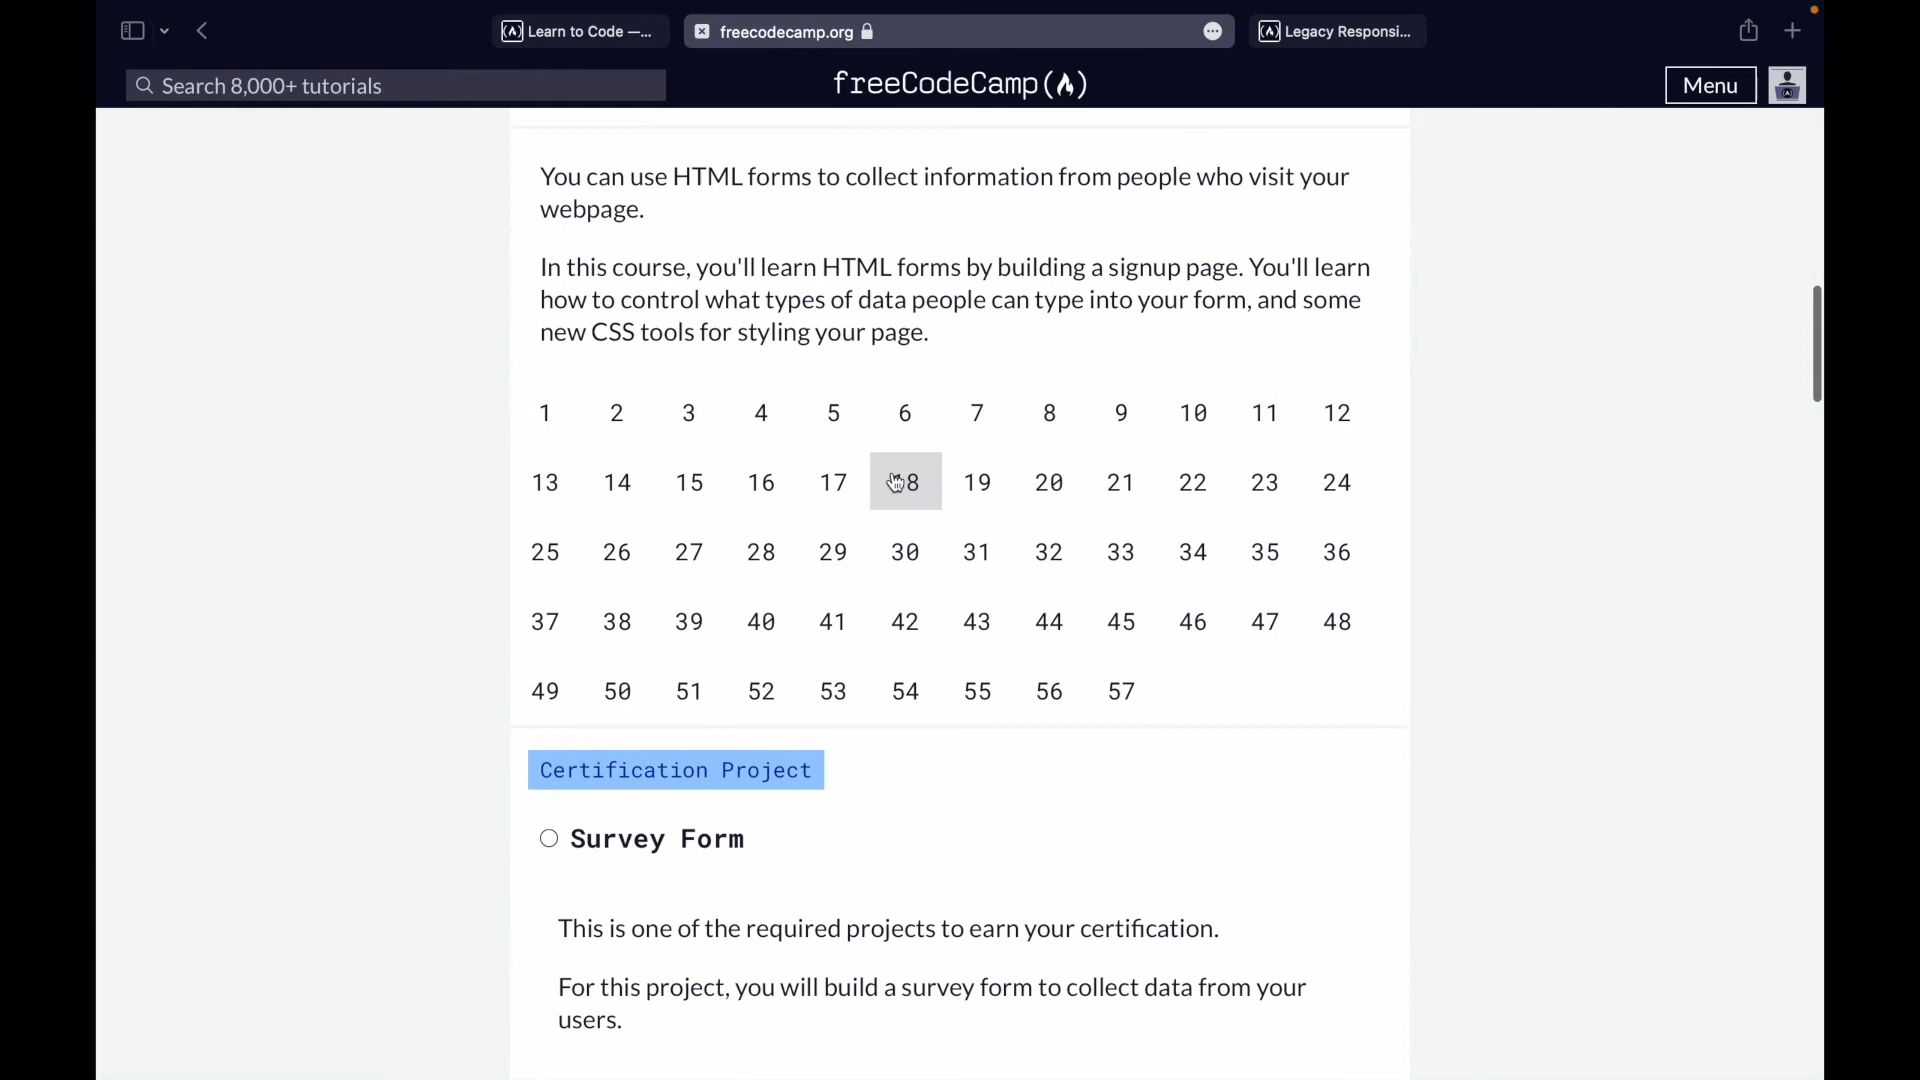 Learn to Code —...
freecodecamp.org
Legacy Responsi...
Search 8,000+ tutorials
freeCodeCamp
Menu
You can use HTML forms to collect information from people who visit your
webpage.
In this course, you'll learn HTML forms by building a signup page. You'll learn
how to control what types of data people can type into your form, and some
new CSS tools for styling your page.
1 2 3 4 5 6 7 8 9 10 11 12
13 14 15 16 17 18 19 20 21 22 23 24
25 26 27 28 29 30 31 32 33 34 35 36
37 38 39 40 41 42 43 44 45 46 47 48
49 50 51 52 53 54 55 56 57
Certification Project
Survey Form
This is one of the required projects to earn your certification.
For this project, you will build a survey form to collect data from your
users.